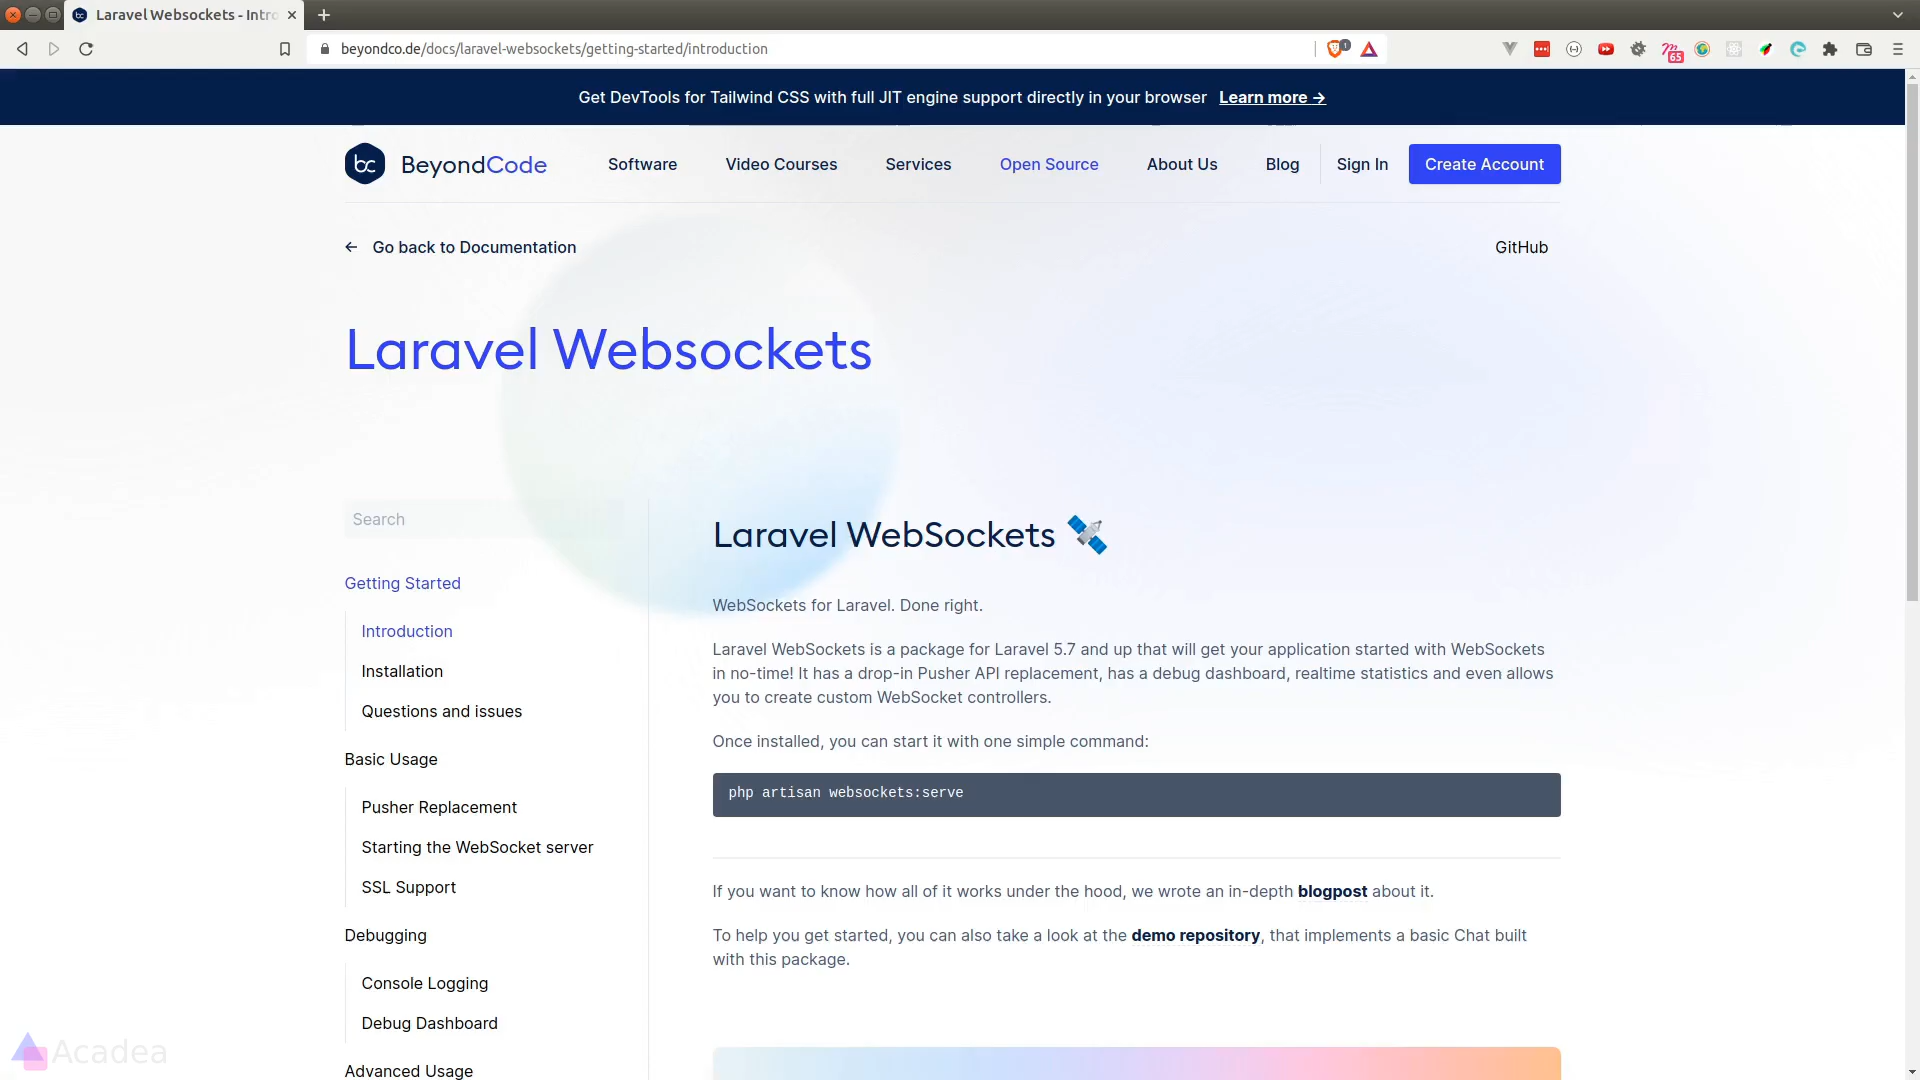 Laravel Websockets - Intro
beyondco.de/docs/laravel-websockets/getting-started/introduction
1
65
Get DevTools for Tailwind CSS with full JIT engine support directly in your browser Learn more →
bc BeyondCode
Software
Video Courses
Services
Open Source
About Us
Blog
Sign In
Create Account
← Go back to Documentation
GitHub
Laravel Websockets
Search
Getting Started
Introduction
Installation
Questions and issues
Basic Usage
Pusher Replacement
Starting the WebSocket server
SSL Support
Debugging
Console Logging
Debug Dashboard
Advanced Usage
Laravel WebSockets 🛰
WebSockets for Laravel. Done right.
Laravel WebSockets is a package for Laravel 5.7 and up that will get your application started with WebSockets
in no-time! It has a drop-in Pusher API replacement, has a debug dashboard, realtime statistics and even allows
you to create custom WebSocket controllers.
Once installed, you can start it with one simple command:
php artisan websockets:serve
If you want to know how all of it works under the hood, we wrote an in-depth blogpost about it.
To help you get started, you can also take a look at the demo repository, that implements a basic Chat built
with this package.
Acadea